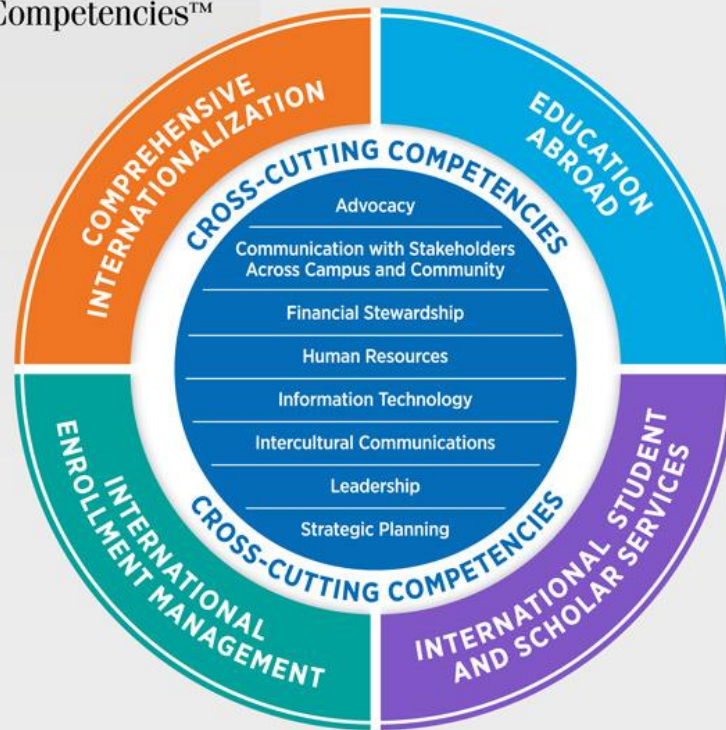 Competencies™
COMPREHENSIVE
INTERNATIONALIZATION
EDUCATION
ABROAD
CROSS-CUTTING COMPETENCIES
Advocacy
Communication with Stakeholders
Across Campus and Community
Financial Stewardship
Human Resources
Information Technology
Intercultural Communications
Leadership
Strategic Planning
CROSS-CUTTING COMPETENCIES
INTERNATIONAL
ENROLLMENT MANAGEMENT
INTERNATIONAL STUDENT
AND SCHOLAR SERVICES